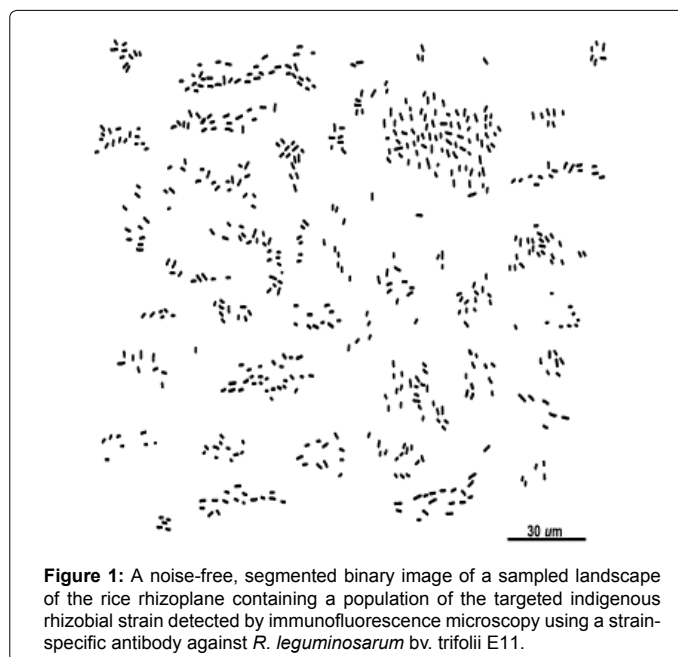 30 um
Figure 1: A noise-free, segmented binary image of a sampled landscape
of the rice rhizoplane containing a population of the targeted indigenous
rhizobial strain detected by immunofluorescence microscopy using a strain-
specific antibody against R. leguminosarum bv. trifolii E11.